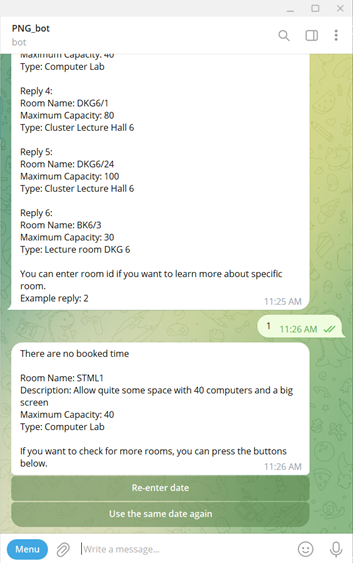 PNG_bot
bot
Maximum Capacity: 40
Type: Computer Lab
Reply 4:
Room Name: DKG6/1
Maximum Capacity: 80
Type: Cluster Lecture Hall 6
Reply 5:
Room Name: DKG6/24
Maximum Capacity: 100
Type: Cluster Lecture Hall 6
Reply 6:
Room Name: BK6/3
Maximum Capacity: 30
Type: Lecture room DKG 6
You can enter room id if you want to learn more about specific
room.
Example reply: 2
11:25 AM
1 11:26 AM
There are no booked time
Room Name: STML1
Description: Allow quite some space with 40 computers and a big
screen
Maximum Capacity: 40
Type: Computer Lab
If you want to check for more rooms, you can press the buttons
below.
11:26 AM
Re-enter date
Use the same date again
Menu Write a message...